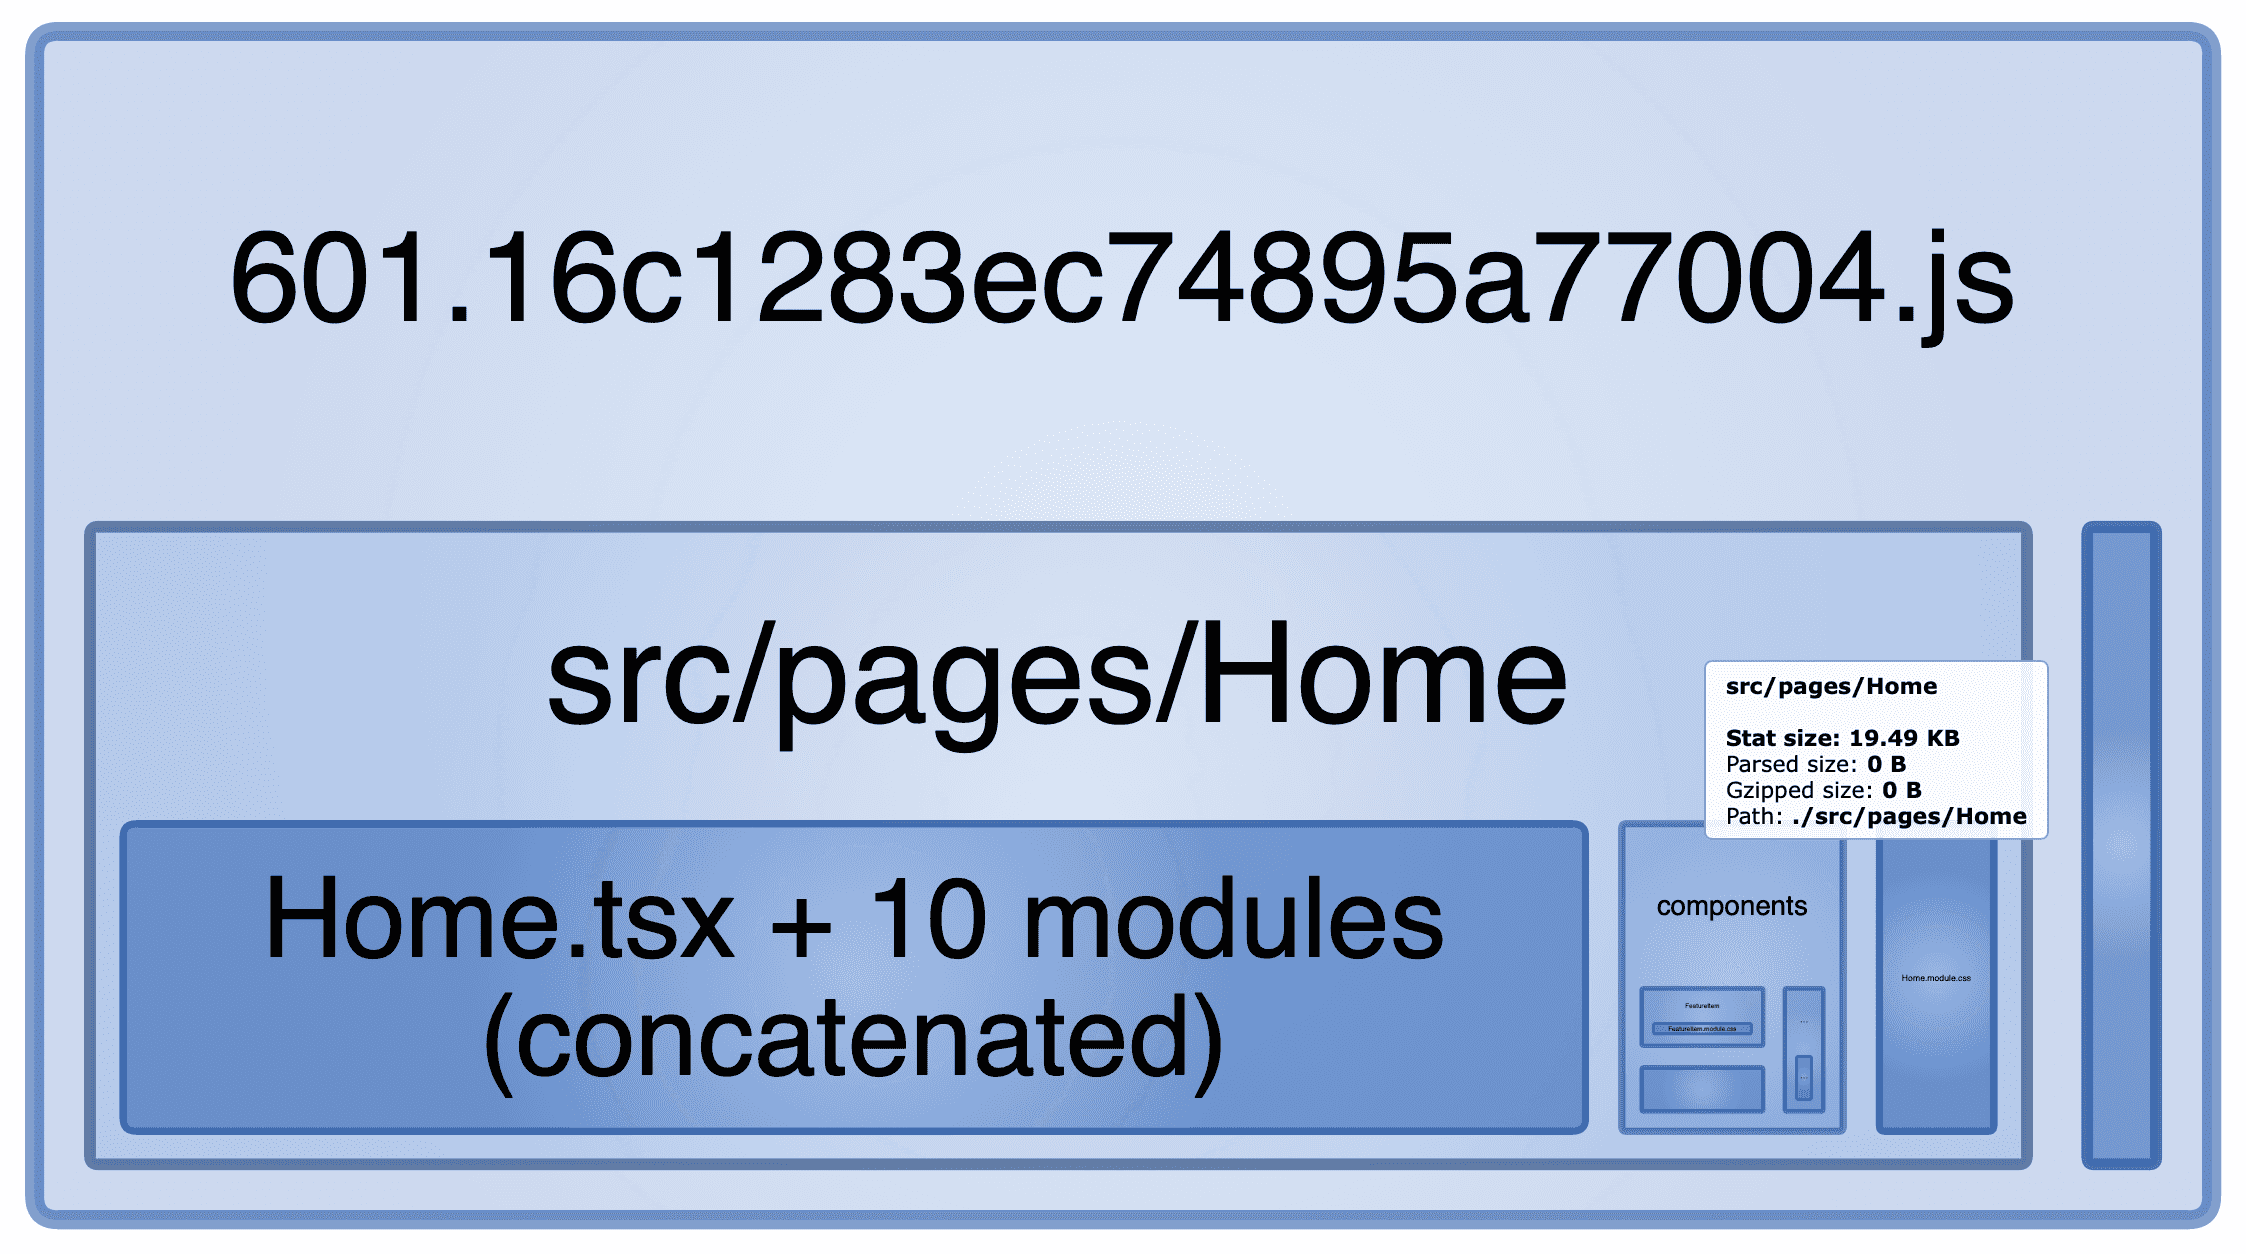 601.16c1283ec74895a77004.js
src/pages/Home
src/pages/Home
Stat size: 19.49 KB
Parsed size: 0 B
Gzipped size: 0 B
Path: ./src/pages/Home
Home.tsx + 10 modules
(concatenated)
components
Home.module.css
FeatureItem
FeatureItem.module.css
...
...